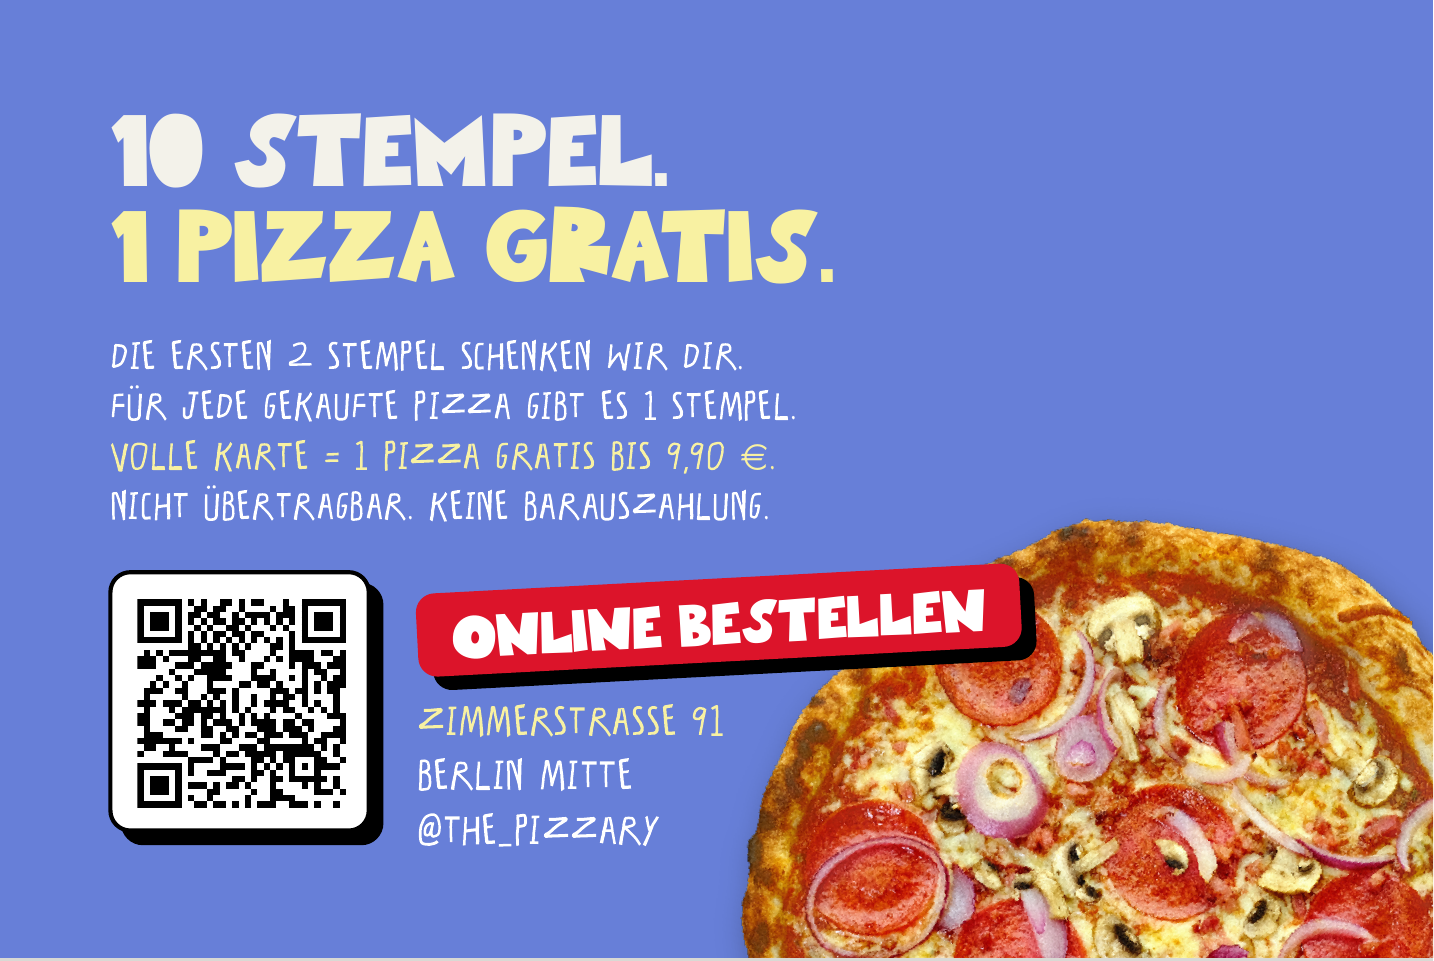 10 STEMPEL.
1 PIZZA GRATIS.
DIE ERSTEN 2 STEMPEL SCHENKEN WIR DIR.
FÜR JEDE GEKAUFTE PIZZA GIBT ES 1 STEMPEL.
VOLLE KARTE = 1 PIZZA GRATIS BIS 9,90 €.
NICHT ÜBERTRAGBAR. KEINE BARAUSZAHLUNG.
ONLINE BESTELLEN
ZIMMERSTRASSE 91
BERLIN MITTE
@THE_PIZZARY